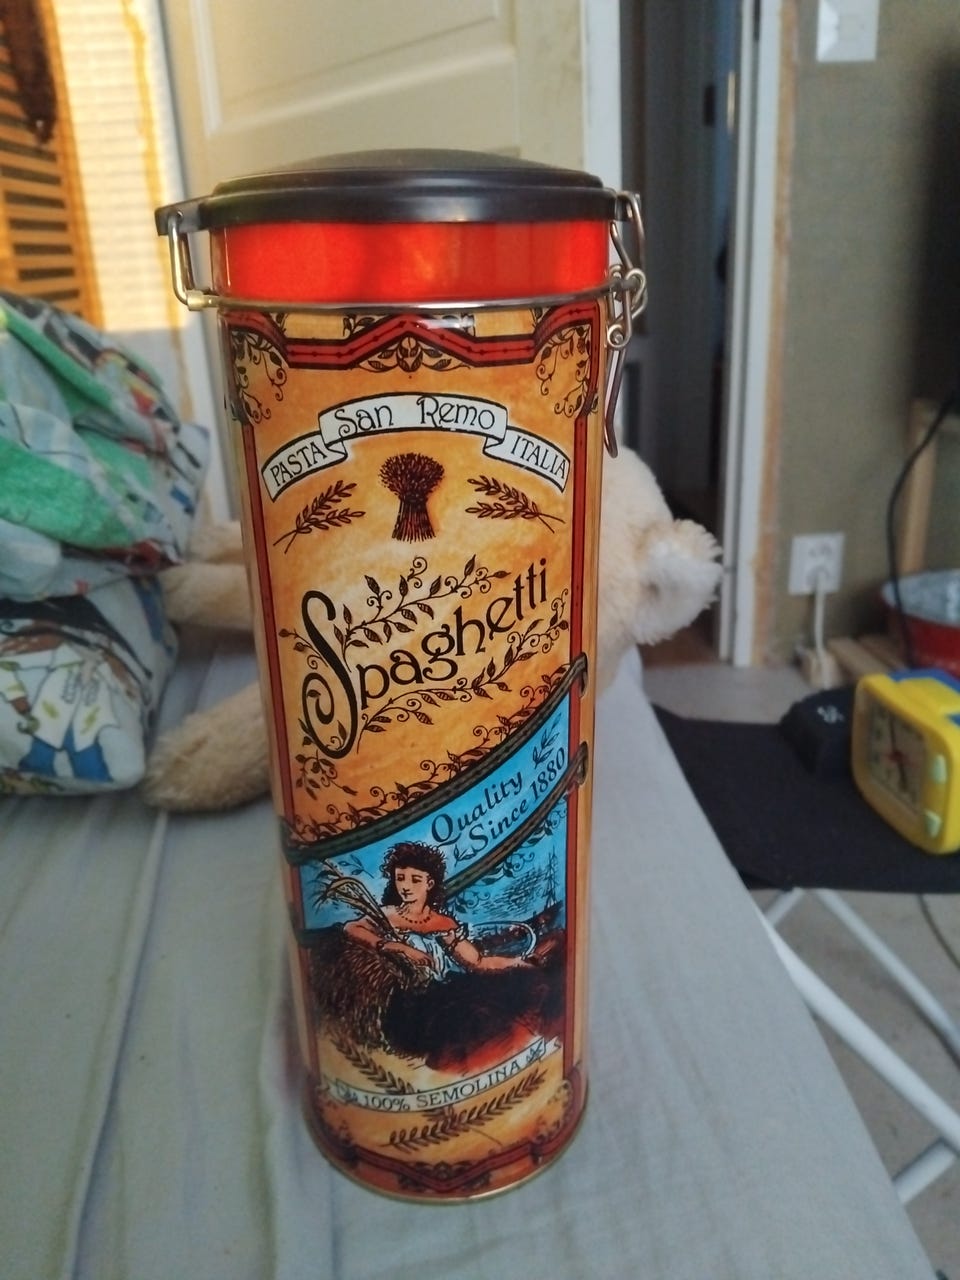 PASTA San Remo ITALIA
Spaghetti
Quality
Since 1880
100% SEMOLINA